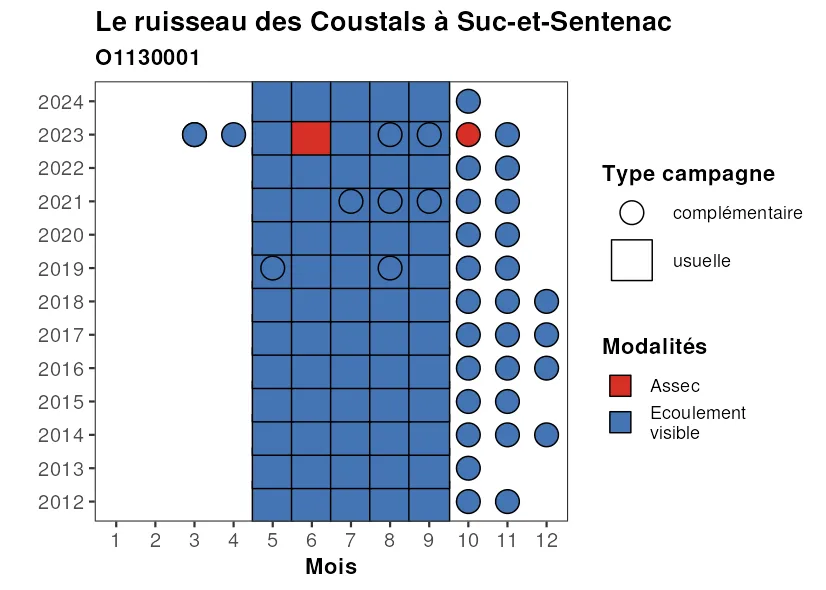 Le ruisseau des Coustals à Suc-et-Sentenac
O1130001
2024
2023
2022
2021
2020
2019
2018
2017
2016
2015
2014
2013
2012
1 2 3 4 5 6 7 8 9 10 11 12
Mois
Type campagne
complémentaire
usuelle
Modalités
Assec
Ecoulement
visible